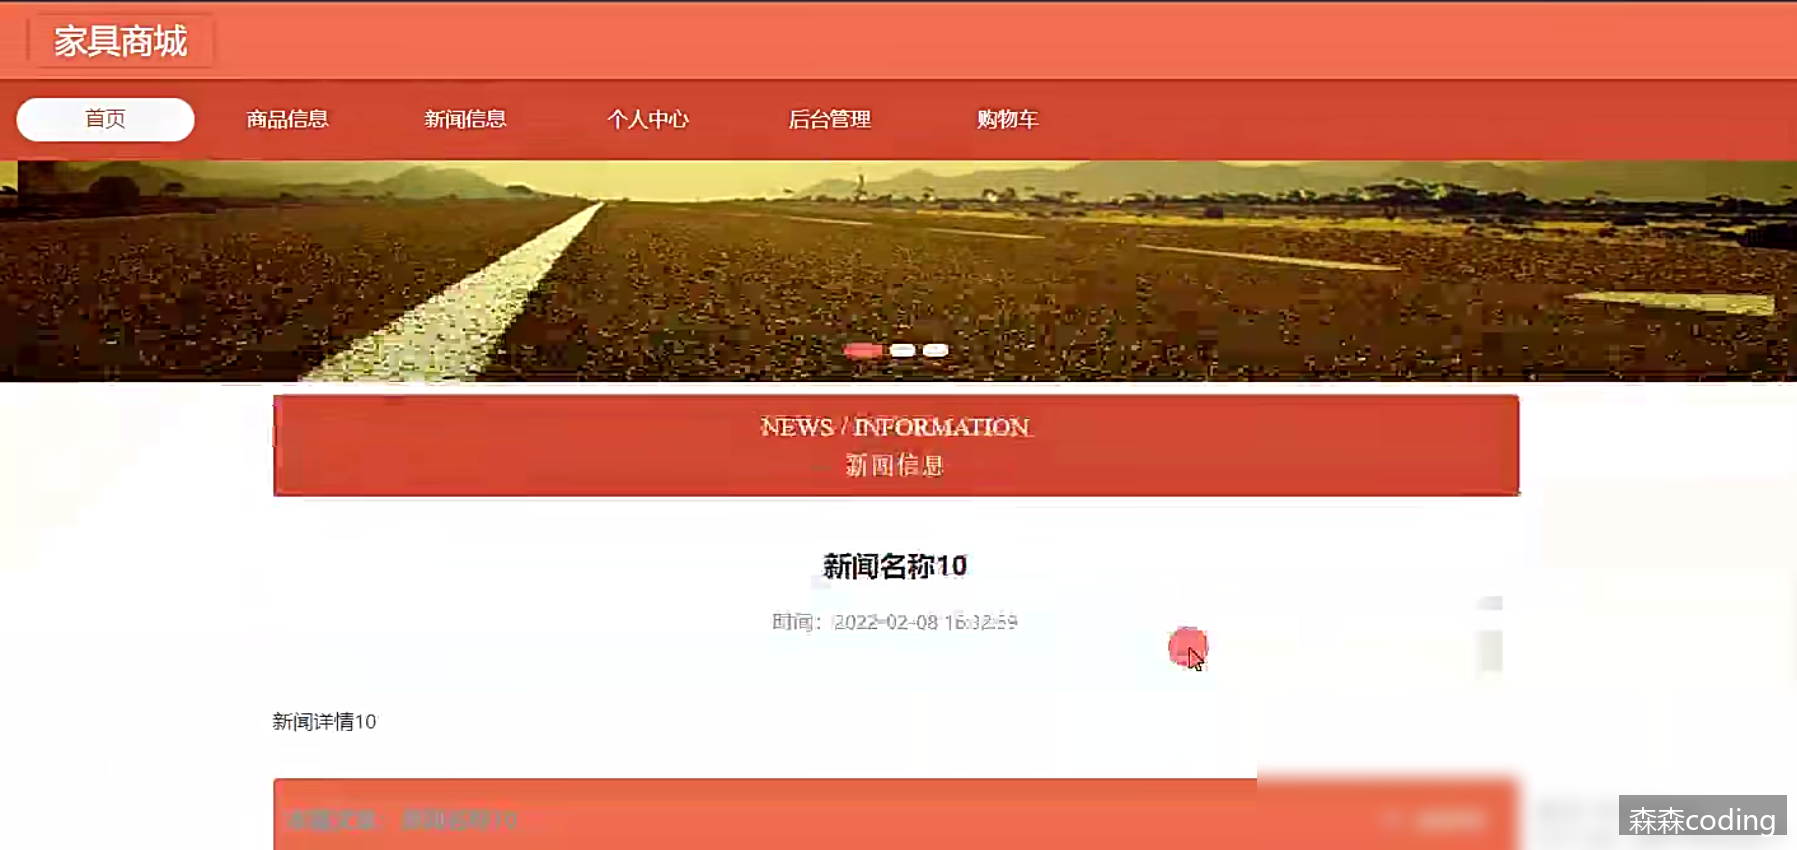 家具商城
首页 商品信息 新闻信息 个人中心 后台管理 购物车
NEWS / INFORMATION
新闻信息
新闻名称10
时间：2022-02-08 16:32:59
新闻详情10
森森coding